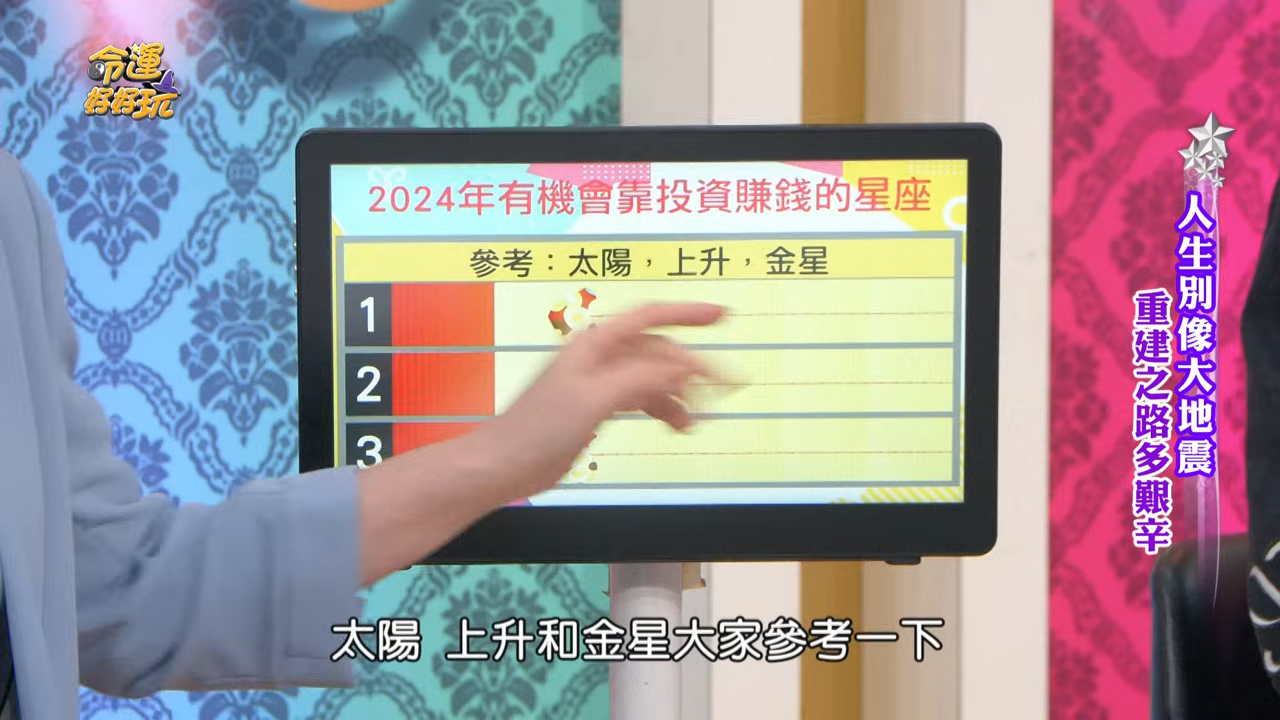 命運
好好玩
2024年有機會靠投資賺錢的星座
參考：太陽，上升，金星
1
2
3
人生別像大地震
重建之路多艱辛
太陽 上升和金星大家參考一下